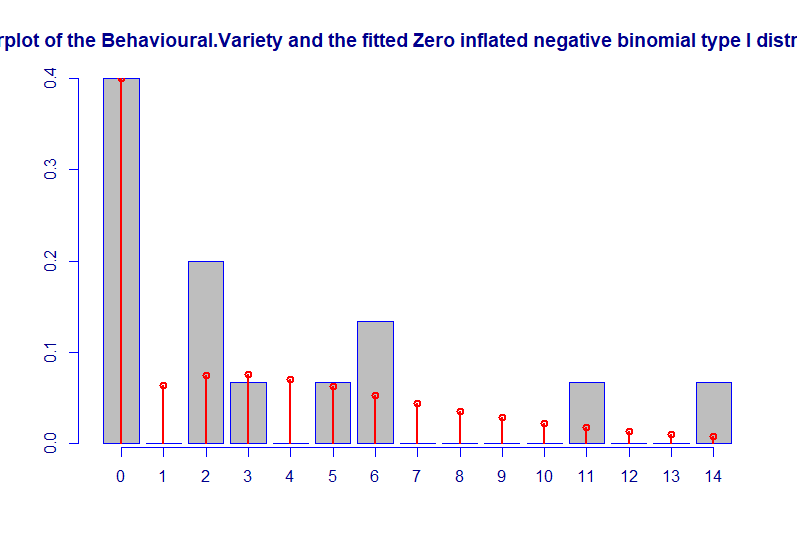 rplot of the Behavioural.Variety and the fitted Zero inflated negative binomial type I distr
0.4
0.3
0.2
0.1
0.0
0 1 2 3 4 5 6 7 8 9 10 11 12 13 14